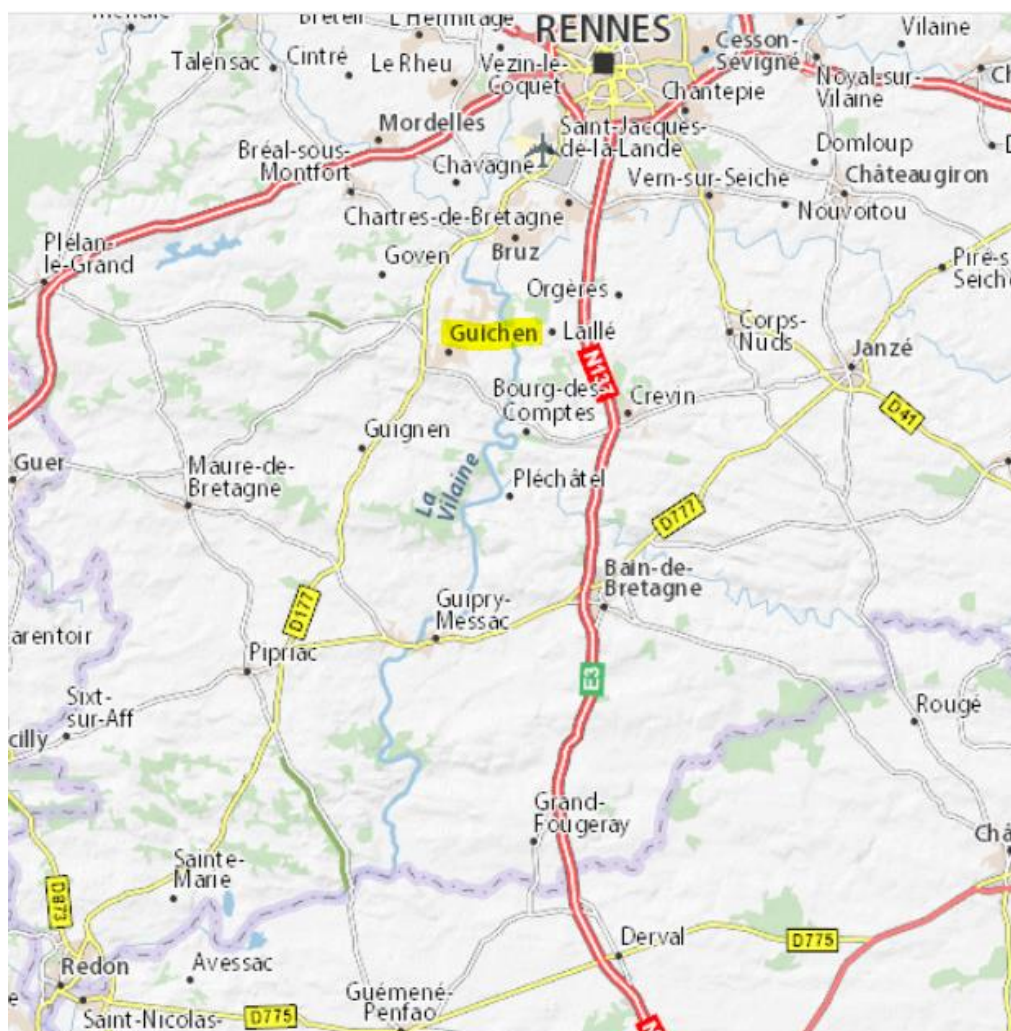 Breteil
L'Hermitage
RENNES
Vilaine
Talensac
Cintré
Le Rheu
Vezin-le-
Coquet
Cesson-
Sévigné
Noyal-sur-
Vilaine
Chantepie
Mordelles
Saint-Jacques-
de-la-Lande
Domloup
Bréal-sous-
Montfort
Chavagne
Vern-sur-Seiche
Châteaugiron
Chartres-de-Bretagne
Nouvoitou
Plélan-
le-Grand
Goven
Bruz
Piré-s
Seiche
Orgères
Guichen
Laillé
Corps-
Nuds
Janzé
N137
Bourg-des-
Comptes
Crevin
D41
Guignen
Guer
Maure-de-
Bretagne
La
Vilaine
Pléchâtel
D777
Bain-de-
Bretagne
D177
Guipry-
Messac
arentoir
Pipriac
E3
Sixt-
sur-Aff
cilly
Rougé
Grand-
Fougeray
Châ
Sainte-
Marie
D873
Derval
D775
Redon
Avessac
Guémené-
Penfao
Saint-Nicolas-
D775